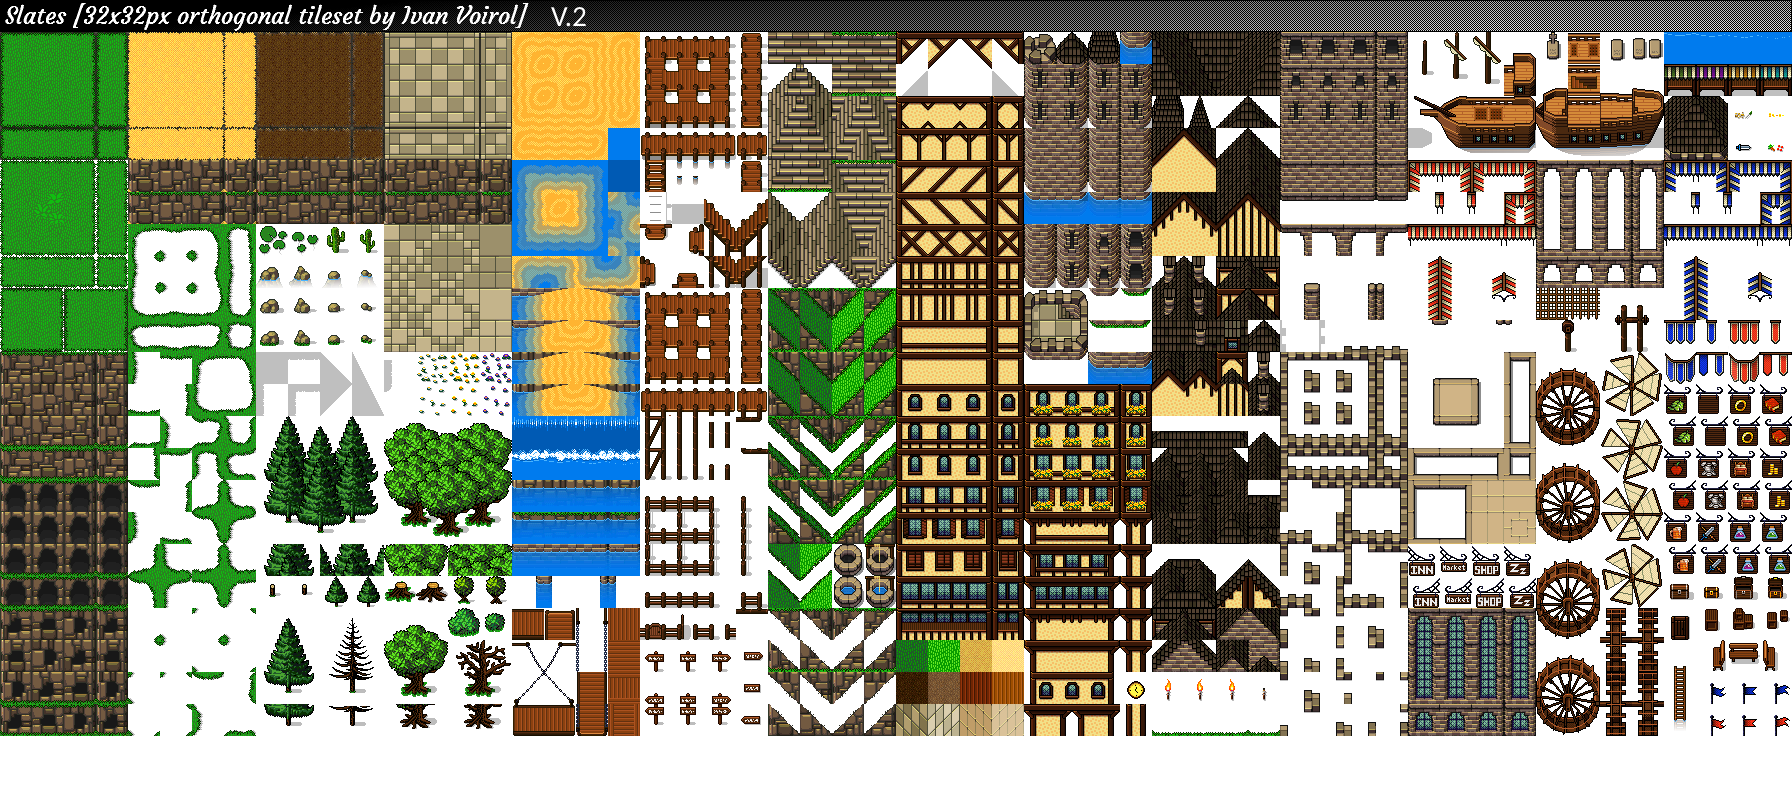 Slates [32x32px orthogonal tileset by Ivan Voirol] V.2
INN Market SHOP Zz
INN Market SHOP Zz